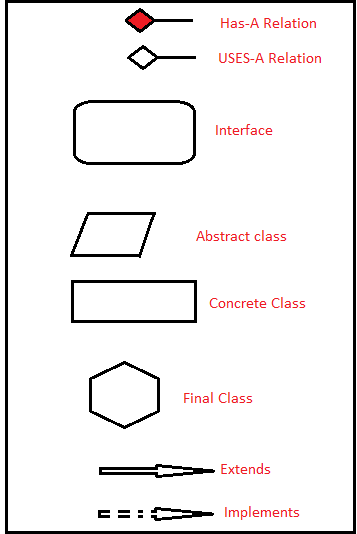 Has-A Relation
USES-A Relation
Interface
Abstract class
Concrete Class
Final Class
Extends
Implements